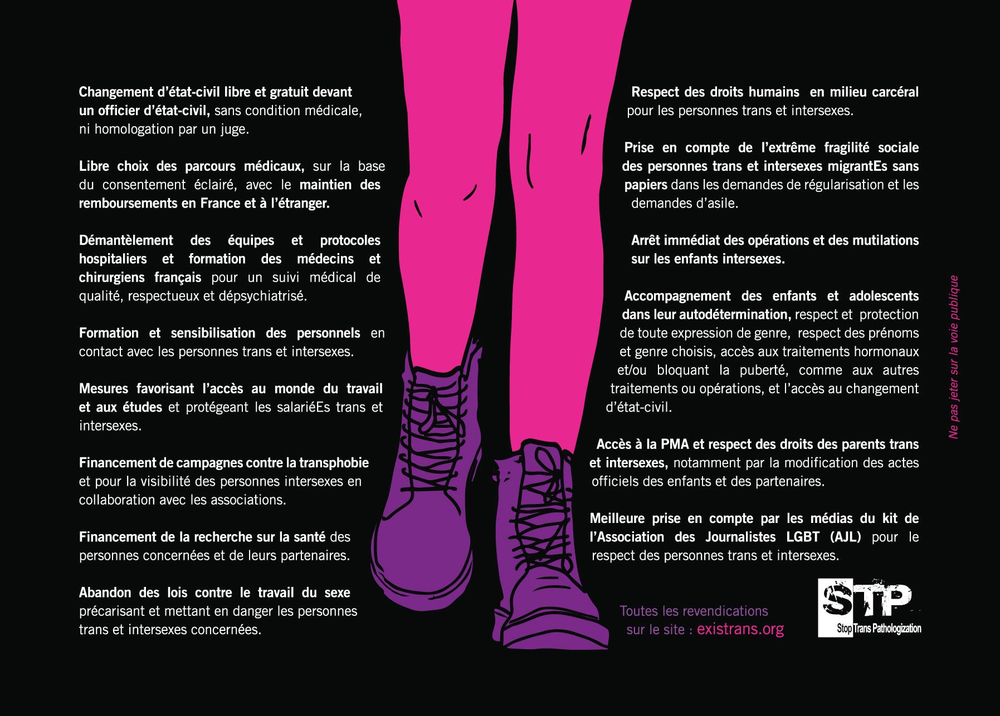 Changement d’état-civil libre et gratuit devant
un officier d’état-civil, sans condition médicale,
ni homologation par un juge.
Libre choix des parcours médicaux, sur la base
du consentement éclairé, avec le maintien des
remboursements en France et à l’étranger.
Démantèlement des équipes et protocoles
hospitaliers et formation des médecins et
chirurgiens français pour un suivi médical de
qualité, respectueux et dépsychiatrisé.
Formation et sensibilisation des personnels en
contact avec les personnes trans et intersexes.
Mesures favorisant l’accès au monde du travail
et aux études et protégeant les salariéEs trans et
intersexes.
Financement de campagnes contre la transphobie
et pour la visibilité des personnes intersexes en
collaboration avec les associations.
Financement de la recherche sur la santé des
personnes concernées et de leurs partenaires.
Abandon des lois contre le travail du sexe
précarisant et mettant en danger les personnes
trans et intersexes concernées.
Respect des droits humains en milieu carcéral
pour les personnes trans et intersexes.
Prise en compte de l’extrême fragilité sociale
des personnes trans et intersexes migrantEs sans
papiers dans les demandes de régularisation et les
demandes d’asile.
Arrêt immédiat des opérations et des mutilations
sur les enfants intersexes.
Accompagnement des enfants et adolescents
dans leur autodétermination, respect et protection
de toute expression de genre, respect des prénoms
et genre choisis, accès aux traitements hormonaux
et/ou bloquant la puberté, comme aux autres
traitements ou opérations, et l’accès au changement
d’état-civil.
Accès à la PMA et respect des droits des parents trans
et intersexes, notamment par la modification des actes
officiels des enfants et des partenaires.
Meilleure prise en compte par les médias du kit de
l’Association des Journalistes LGBT (AJL) pour le
respect des personnes trans et intersexes.
Toutes les revendications
sur le site : existrans.org
STP
Stop Trans Pathologization
Ne pas jeter sur la voie publique